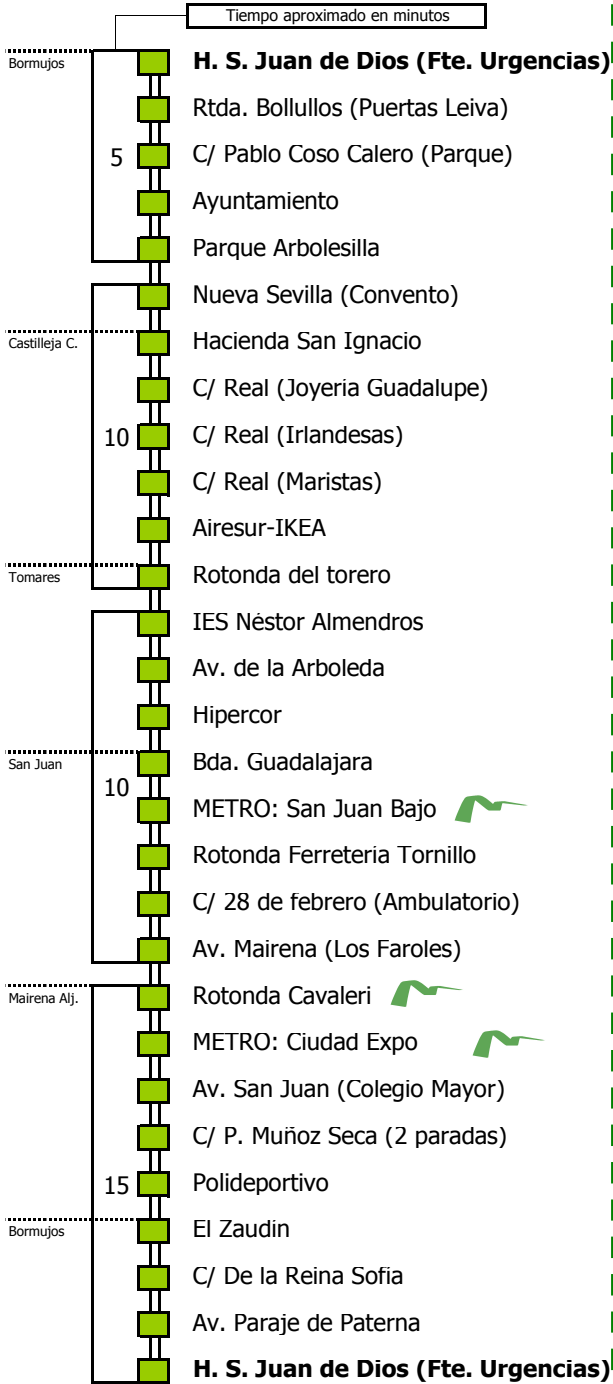 Tiempo aproximado en minutos
Bormujos
H. S. Juan de Dios (Fte. Urgencias)
Rtda. Bollullos (Puertas Leiva)
5
C/ Pablo Coso Calero (Parque)
Ayuntamiento
Parque Arbolesilla
Nueva Sevilla (Convento)
Castilleja C.
Hacienda San Ignacio
C/ Real (Joyeria Guadalupe)
10
C/ Real (Irlandesas)
C/ Real (Maristas)
Airesur-IKEA
Tomares
Rotonda del torero
IES Néstor Almendros
Av. de la Arboleda
Hipercor
San Juan
Bda. Guadalajara
10
METRO: San Juan Bajo
Rotonda Ferretería Tornillo
C/ 28 de febrero (Ambulatorio)
Av. Mairena (Los Faroles)
Mairena Alj.
Rotonda Cavaleri
METRO: Ciudad Expo
Av. San Juan (Colegio Mayor)
C/ P. Muñoz Seca (2 paradas)
15
Polideportivo
Bormujos
El Zaudin
C/ De la Reina Sofia
Av. Paraje de Paterna
H. S. Juan de Dios (Fte. Urgencias)